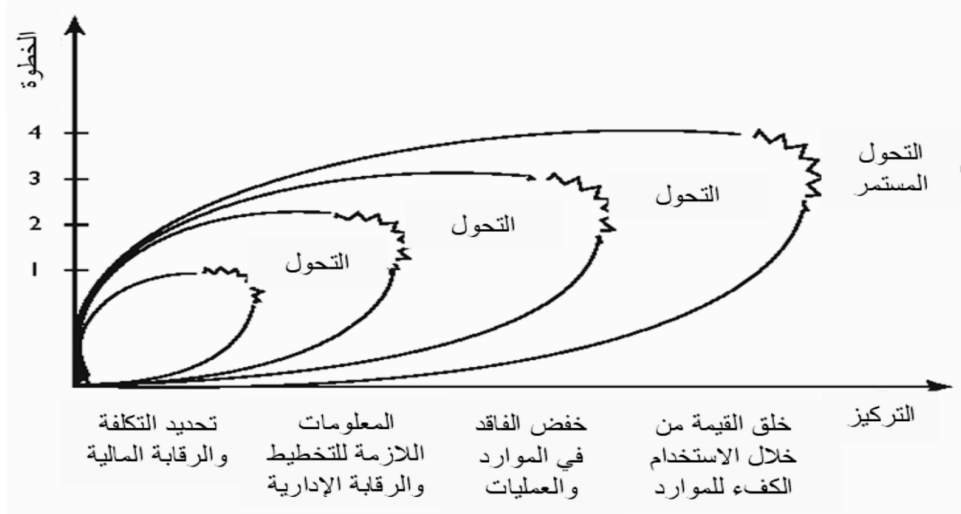 الخطوة
4
3
2
1
التحول
المستمر
التحول
التحول
التحول
التركيز
تحديد التكلفة
والرقابة المالية
المعلومات
اللازمة للتخطيط
والرقابة الإدارية
خفض الفاقد
في الموارد
والعمليات
خلق القيمة من
خلال الاستخدام
الكفء للموارد